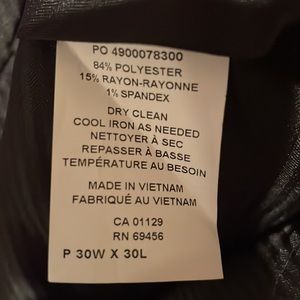 PO 4900078300
84% POLYESTER
15% RAYON-RAYONNE
1% SPANDEX
DRY CLEAN
COOL IRON AS NEEDED
NETTOYER À SEC
REPASSER À BASSE
TEMPÉRATURE AU BESOIN
MADE IN VIETNAM
FABRIQUÉ AU VIETNAM
CA 01129
RN 69456
P 30W X 30L